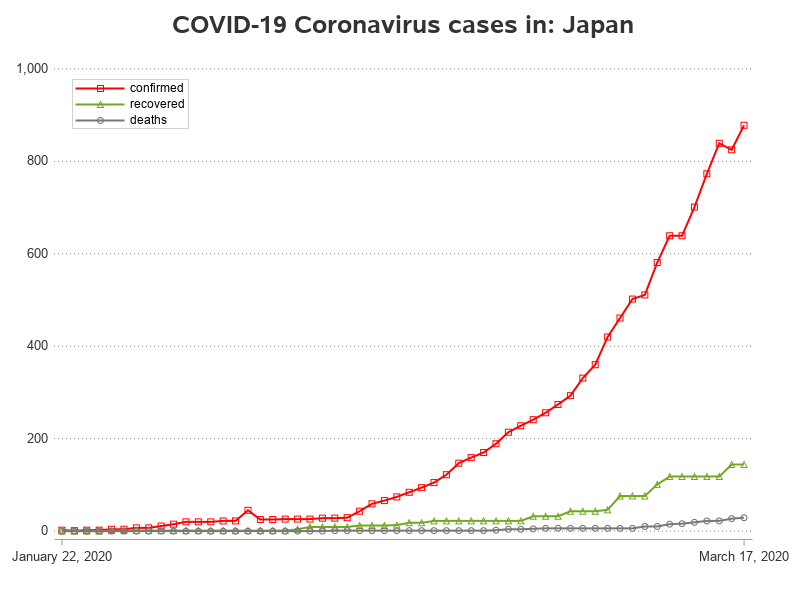 COVID-19 Coronavirus cases in: Japan
1,000
confirmed
recovered
deaths
800
600
400
200
0
January 22, 2020
March 17, 2020